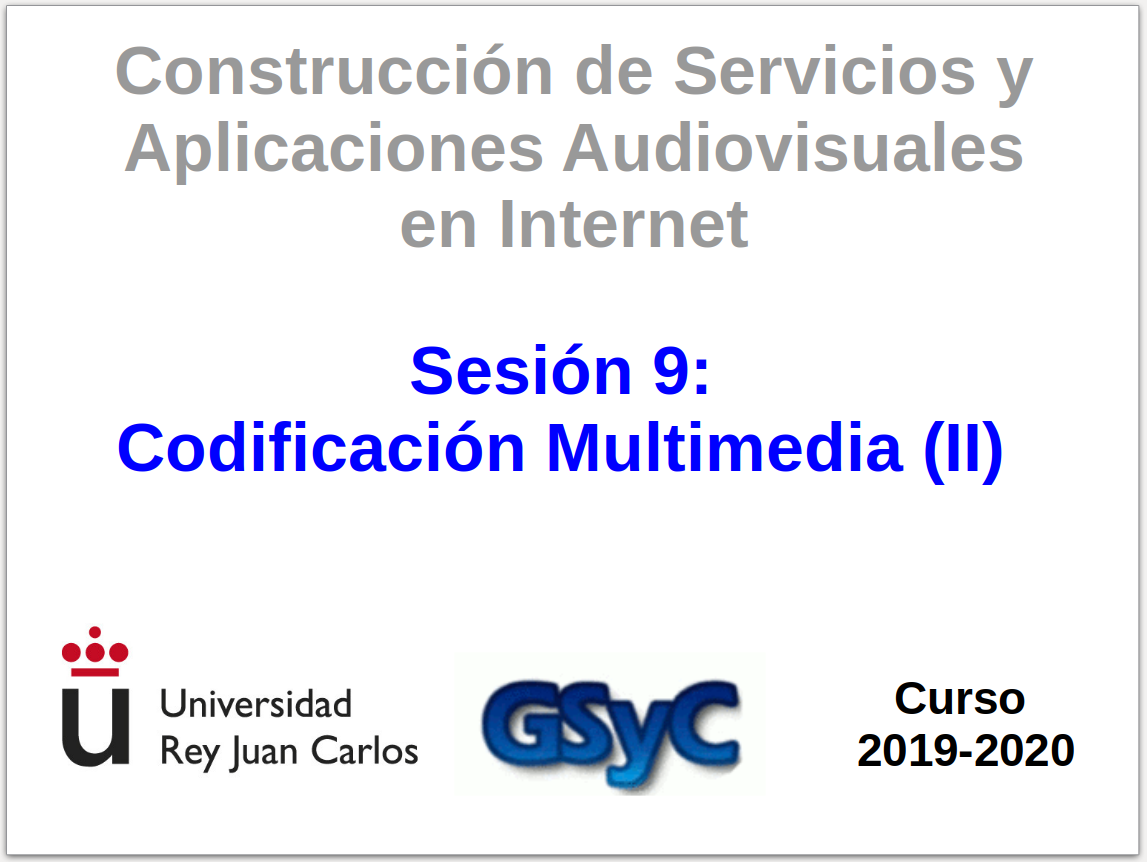 Construcción de Servicios y
Aplicaciones Audiovisuales
en Internet
Sesión 9:
Codificación Multimedia (II)
Universidad
Rey Juan Carlos
GSyC
Curso
2019-2020